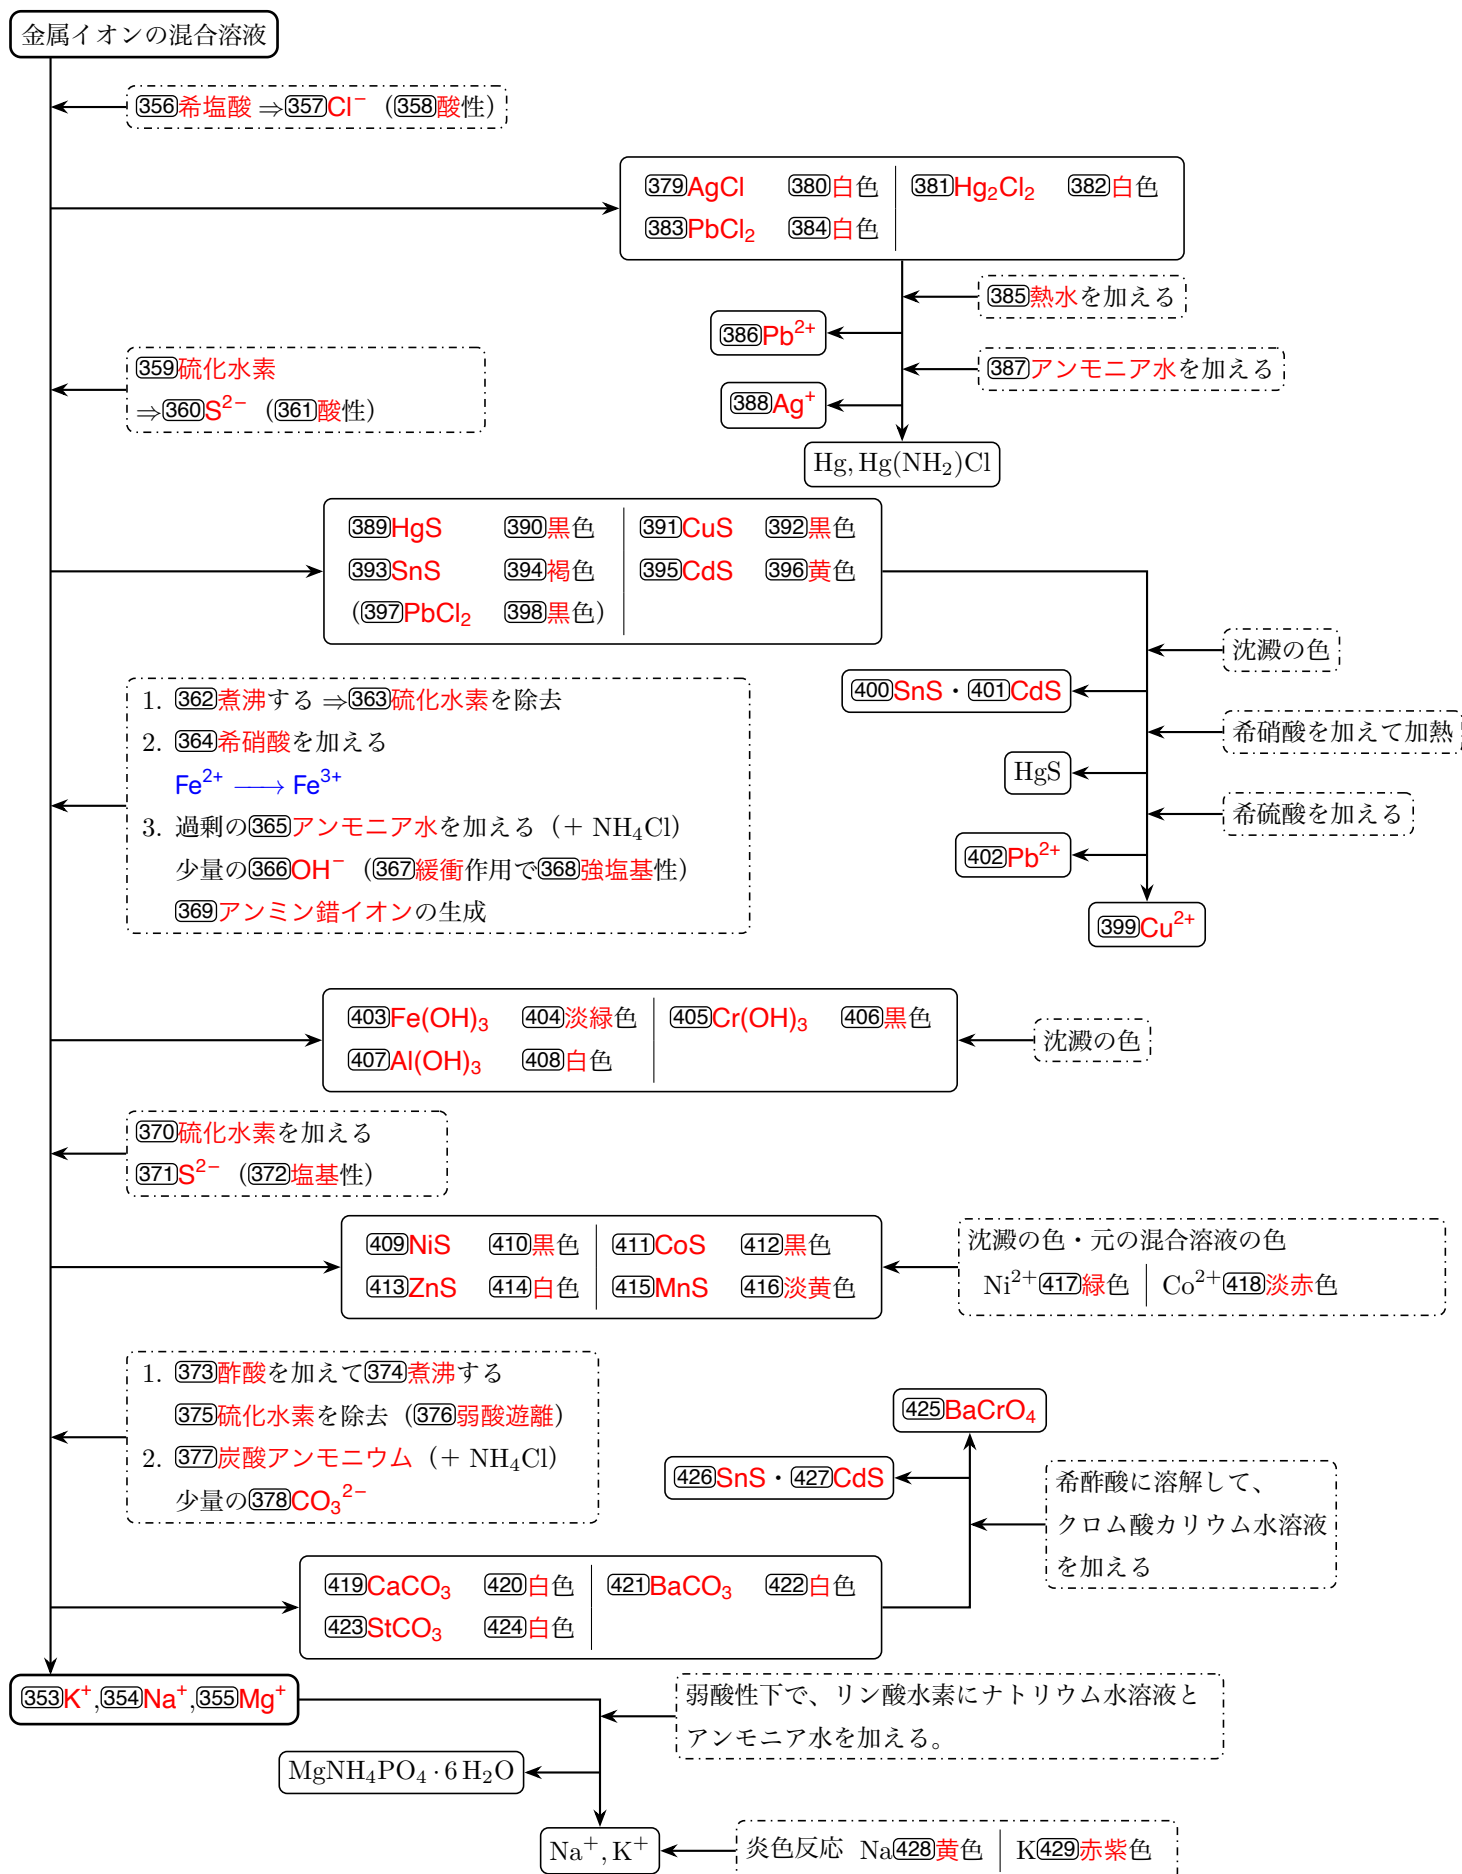 金属イオンの混合溶液
356希塩酸 ⇒357Cl⁻（358酸性）
379AgCl 380白色 381Hg₂Cl₂ 382白色
383PbCl₂ 384白色
385熱水を加える
386Pb²⁺
387アンモニア水を加える
388Ag⁺
Hg, Hg(NH₂)Cl
359硫化水素
⇒360S²⁻（361酸性）
389HgS 390黒色 391CuS 392黒色
393SnS 394褐色 395CdS 396黄色
（397PbCl₂ 398黒色）
沈澱の色
400SnS・401CdS
希硝酸を加えて加熱
HgS
希硫酸を加える
402Pb²⁺
399Cu²⁺
1. 362煮沸する ⇒363硫化水素を除去
2. 364希硝酸を加える
Fe²⁺ ⟶ Fe³⁺
3. 過剰の365アンモニア水を加える（+ NH₄Cl）
少量の366OH⁻（367緩衝作用で368強塩基性）
369アンミン錯イオンの生成
403Fe(OH)₃ 404淡緑色 405Cr(OH)₃ 406黒色
407Al(OH)₃ 408白色
沈澱の色
370硫化水素を加える
371S²⁻（372塩基性）
409NiS 410黒色 411CoS 412黒色
413ZnS 414白色 415MnS 416淡黄色
沈澱の色・元の混合溶液の色
Ni²⁺417緑色 Co²⁺418淡赤色
1. 373酢酸を加えて374煮沸する
375硫化水素を除去（376弱酸遊離）
2. 377炭酸アンモニウム（+ NH₄Cl）
少量の378CO₃²⁻
425BaCrO₄
426SnS・427CdS
希酢酸に溶解して、
クロム酸カリウム水溶液
を加える
419CaCO₃ 420白色 421BaCO₃ 422白色
423StCO₃ 424白色
353K⁺,354Na⁺,355Mg⁺
弱酸性下で、リン酸水素にナトリウム水溶液と
アンモニア水を加える。
MgNH₄PO₄・6 H₂O
Na⁺, K⁺
炎色反応 Na428黄色 K429赤紫色